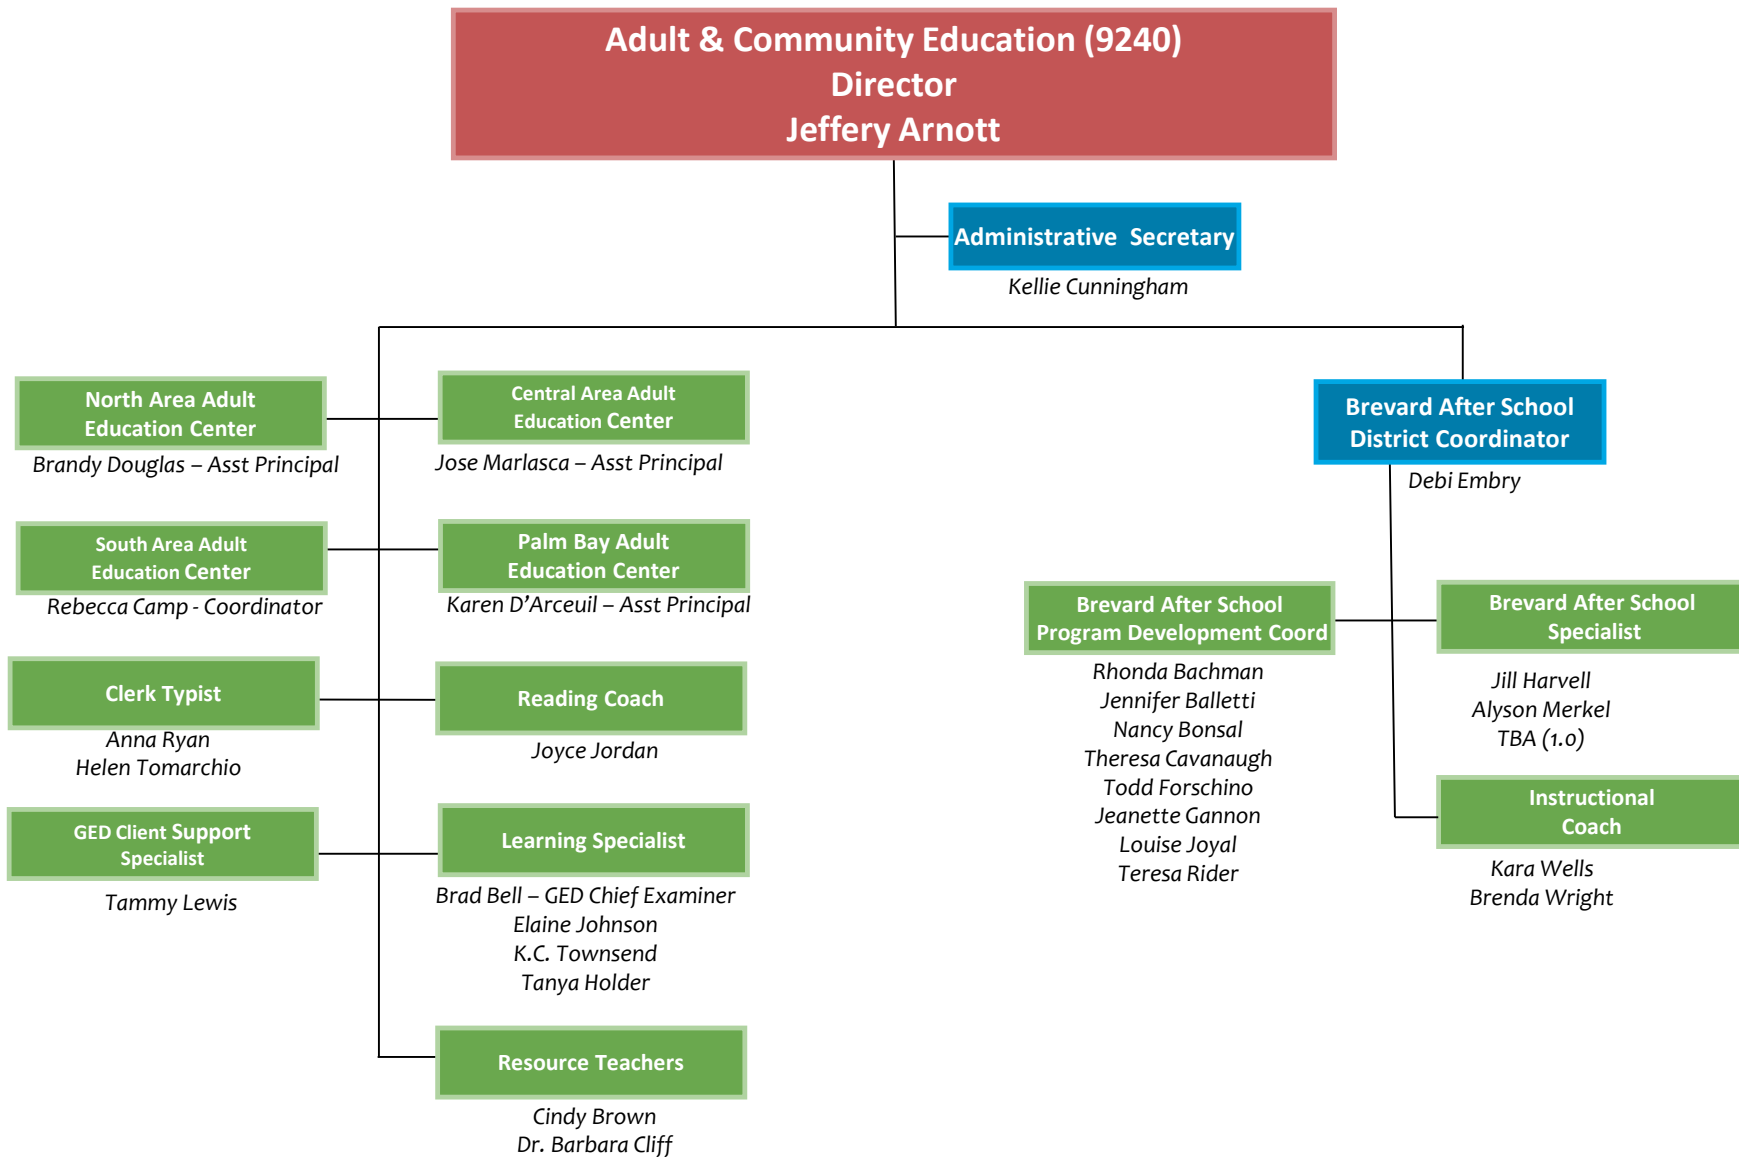 Adult & Community Education (9240)
Director
Jeffery Arnott
Administrative Secretary
Kellie Cunningham
North Area Adult
Education Center
Brandy Douglas – Asst Principal
Central Area Adult
Education Center
Jose Marlasca – Asst Principal
South Area Adult
Education Center
Rebecca Camp - Coordinator
Palm Bay Adult
Education Center
Karen D’Arceuil – Asst Principal
Clerk Typist
Anna Ryan
Helen Tomarchio
Reading Coach
Joyce Jordan
GED Client Support
Specialist
Tammy Lewis
Learning Specialist
Brad Bell – GED Chief Examiner
Elaine Johnson
K.C. Townsend
Tanya Holder
Resource Teachers
Cindy Brown
Dr. Barbara Cliff
Brevard After School
District Coordinator
Debi Embry
Brevard After School
Program Development Coord
Rhonda Bachman
Jennifer Balletti
Nancy Bonsal
Theresa Cavanaugh
Todd Forschino
Jeanette Gannon
Louise Joyal
Teresa Rider
Brevard After School
Specialist
Jill Harvell
Alyson Merkel
TBA (1.0)
Instructional
Coach
Kara Wells
Brenda Wright